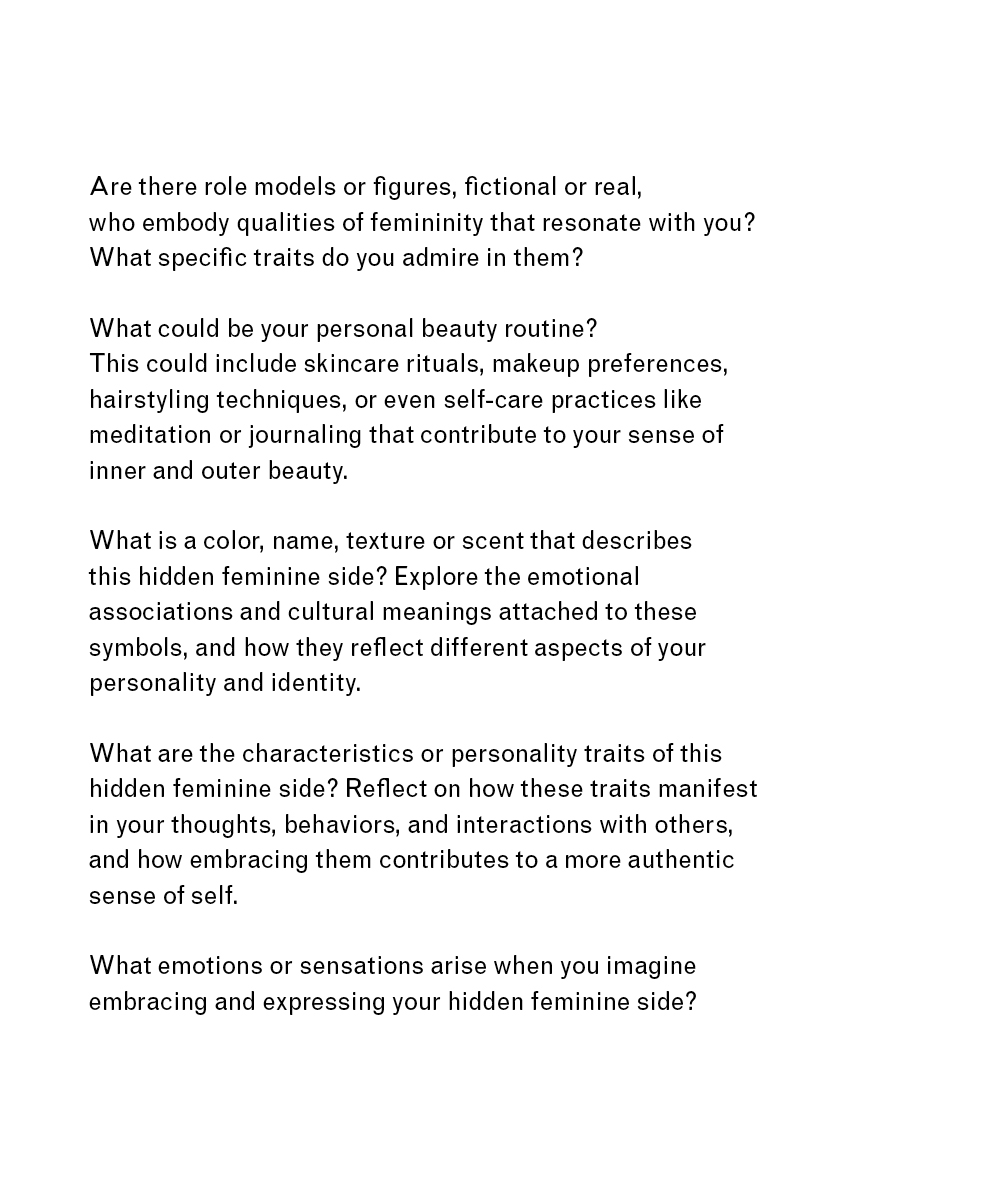 Are there role models or figures, fictional or real,
who embody qualities of femininity that resonate with you?
What specific traits do you admire in them?
What could be your personal beauty routine?
This could include skincare rituals, makeup preferences,
hairstyling techniques, or even self-care practices like
meditation or journaling that contribute to your sense of
inner and outer beauty.
What is a color, name, texture or scent that describes
this hidden feminine side? Explore the emotional
associations and cultural meanings attached to these
symbols, and how they reflect different aspects of your
personality and identity.
What are the characteristics or personality traits of this
hidden feminine side? Reflect on how these traits manifest
in your thoughts, behaviors, and interactions with others,
and how embracing them contributes to a more authentic
sense of self.
What emotions or sensations arise when you imagine
embracing and expressing your hidden feminine side?